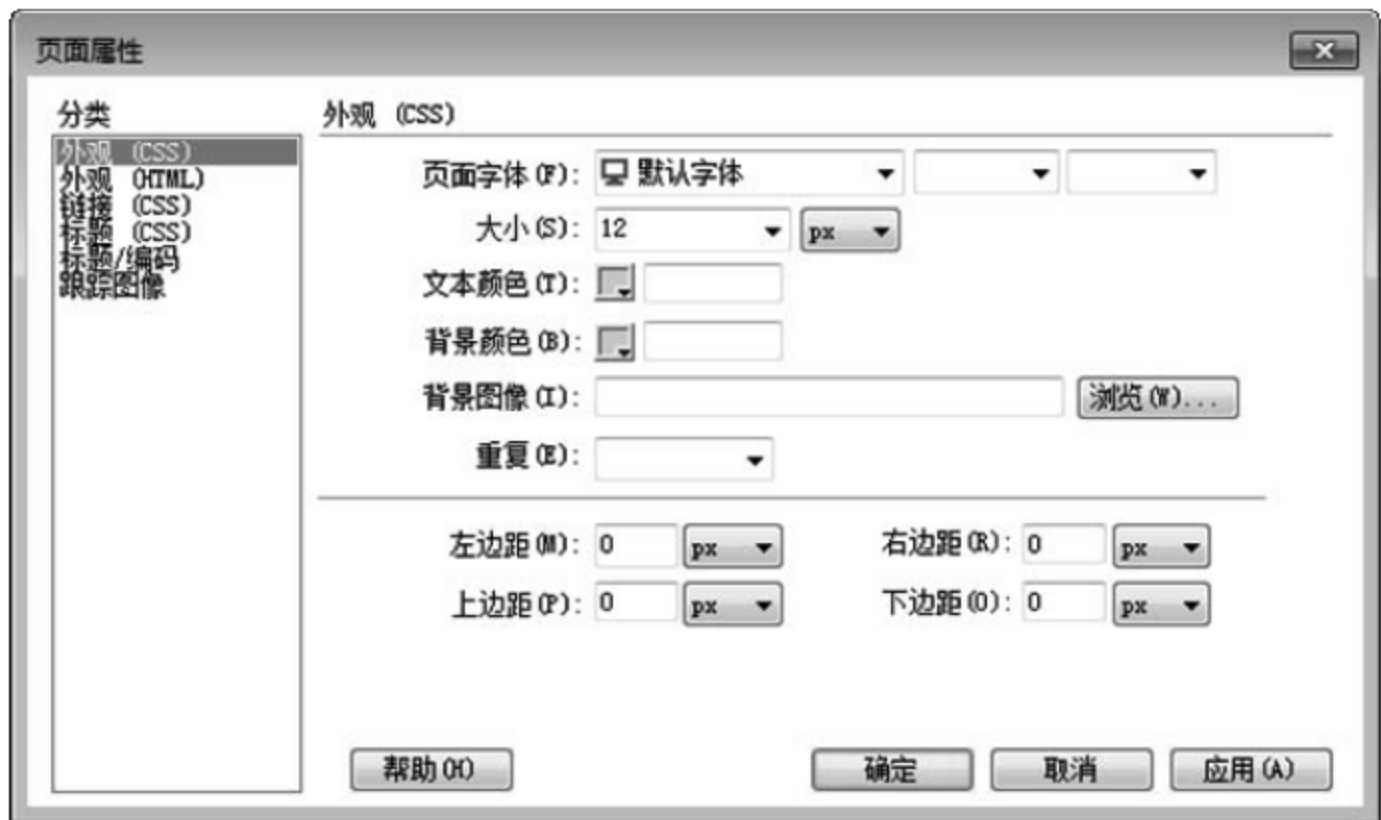 页面属性
分类
外观 (CSS)
外观 (HTML)
链接 (CSS)
标题 (CSS)
标题/编码
跟踪图像
外观 (CSS)
页面字体(F): 默认字体
大小(S): 12 px
文本颜色(T):
背景颜色(B):
背景图像(I): 浏览(W)...
重复(E):
左边距(M): 0 px 右边距(R): 0 px
上边距(P): 0 px 下边距(O): 0 px
帮助(H) 确定 取消 应用(A)